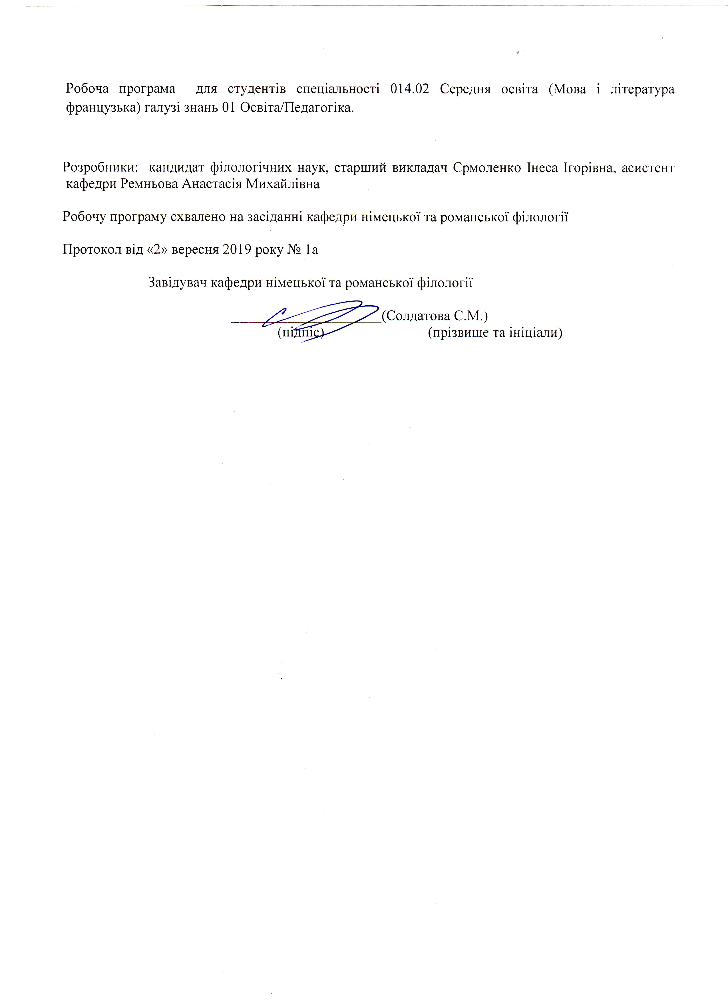 Робоча програма для студентів спеціальності 014.02 Середня освіта (Мова і література
французька) галузі знань 01 Освіта/Педагогіка.
Розробники: кандидат філологічних наук, старший викладач Єрмоленко Інеса Ігорівна, асистент
кафедри Ремньова Анастасія Михайлівна
Робочу програму схвалено на засіданні кафедри німецької та романської філології
Протокол від «2» вересня 2019 року № 1а
Завідувач кафедри німецької та романської філології
(Солдатова С.М.)
(підпіс) (прізвище та ініціали)